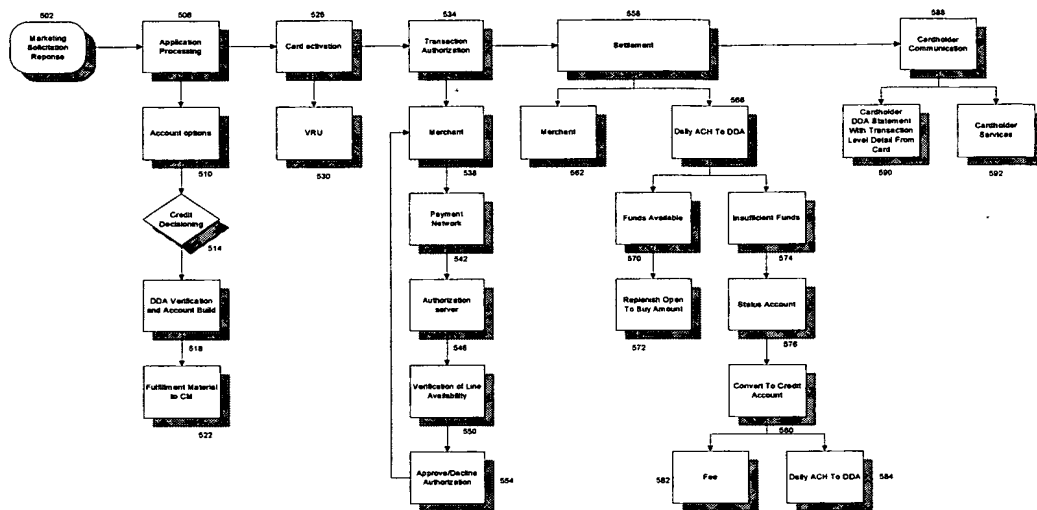 502
506
526
534
558
588
Marketing
Solicitation
Reponse
Application
Processing
Card activation
Transaction
Authorization
Settlement
Cardholder
Communication
Account options
510
VRU
530
Merchant
538
Merchant
562
566
Daily ACH To DDA
Cardholder
DDA Statement
With Transaction
Level Detail From
Card
590
Cardholder
Services
592
Credit
Decisioning
514
Payment
Network
542
Funds Available
570
Insufficient Funds
574
DDA Verification
and Account Build
518
Authorization
server
546
Replenish Open
To Buy Amount
572
Status Account
576
Fulfillment Material
to CM
522
Verification of Line
Availability
550
Convert To Credit
Account
580
Approve/Decline
Authorization
554
582
Fee
Daily ACH To DDA
584